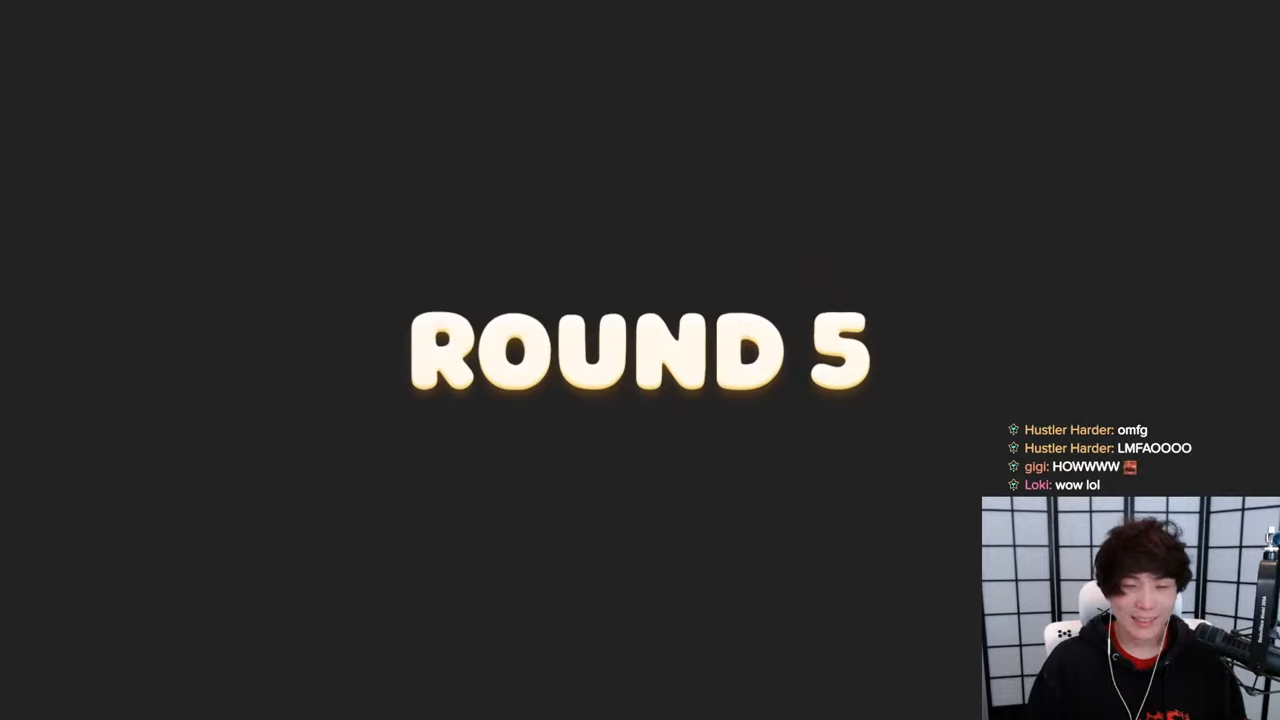 ROUND 5
Hustler Harder: omfg
Hustler Harder: LMFAOOOO
gigi: HOWWWW
Loki: wow lol